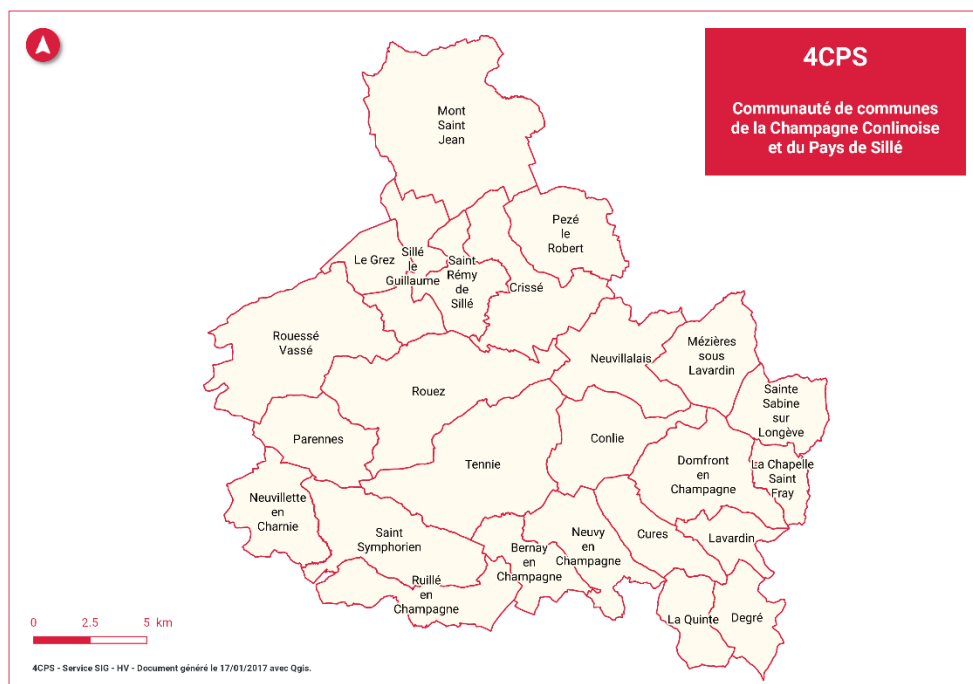 4CPS
Communauté de communes
de la Champagne Conlinoise
et du Pays de Sillé
Mont
Saint
Jean
Pezé
le
Robert
Le Grez
Sillé
le
Guillaume
Saint
Rémy
de
Sillé
Crissé
Rouessé
Vassé
Neuvillalais
Mézières
sous
Lavardin
Rouez
Sainte
Sabine
sur
Longève
Parennes
Conlie
Tennie
Domfront
en
Champagne
La Chapelle
Saint
Fray
Neuvillette
en
Charnie
Saint
Symphorien
Bernay
en
Champagne
Neuvy
en
Champagne
Cures
Lavardin
Ruillé
en
Champagne
La Quinte
Degré
0 2.5 5 km
4CPS - Service SIG - HV - Document généré le 17/01/2017 avec Qgis.